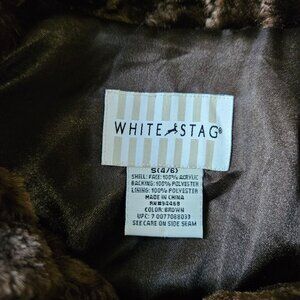 WHITE STAG®
S(4/6)
SHELL: FACE: 100% ACRYLIC
BACKING: 100% POLYESTER
LINING: 100% POLYESTER
MADE IN CHINA
COLOR: BROWN
SEE CARE ON SIDE SEAM